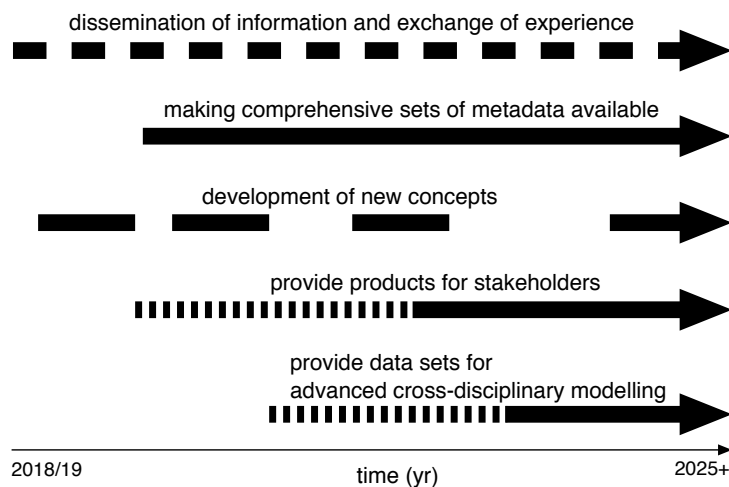 dissemination of information and exchange of experience
making comprehensive sets of metadata available
development of new concepts
provide products for stakeholders
provide data sets for
advanced cross-disciplinary modelling
2018/19
time (yr)
2025+